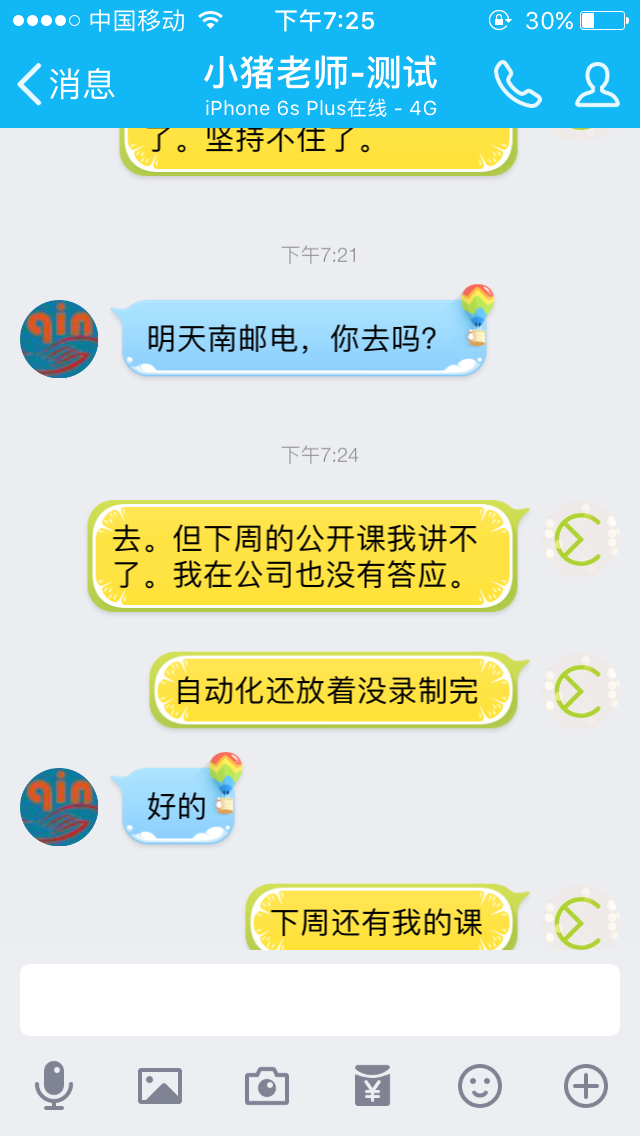 中国移动 下午7:25 30%
消息 小猪老师-测试
iPhone 6s Plus在线 - 4G
了。坚持不住了。
下午7:21
qin
明天南邮电，你去吗？
下午7:24
去。但下周的公开课我讲不
了。我在公司也没有答应。
自动化还放着没录制完
qin
好的
下周还有我的课